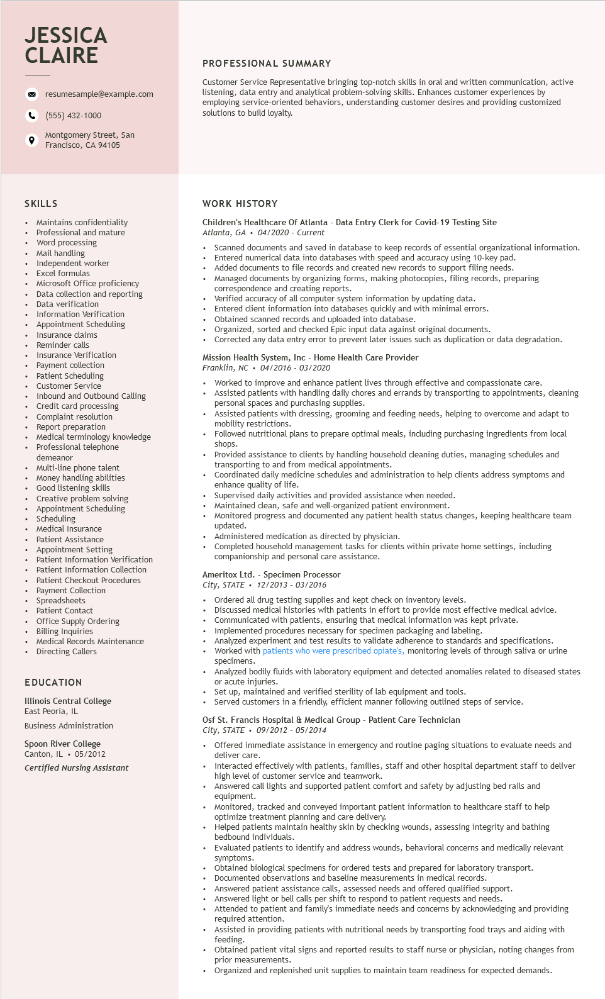 JESSICA
CLAIRE
resumesample@example.com
(555) 432-1000
Montgomery Street, San
Francisco, CA 94105
PROFESSIONAL SUMMARY
Customer Service Representative bringing top-notch skills in oral and written communication, active
listening, data entry and analytical problem-solving skills. Enhances customer experiences by
employing service-oriented behaviors, understanding customer desires and providing customized
solutions to build loyalty.
SKILLS
• Maintains confidentiality
• Professional and mature
• Word processing
• Mail handling
• Independent worker
• Excel formulas
• Microsoft Office proficiency
• Data collection and reporting
• Data verification
• Information Verification
• Appointment Scheduling
• Insurance claims
• Reminder calls
• Insurance Verification
• Payment collection
• Patient Scheduling
• Customer Service
• Inbound and Outbound Calling
• Credit card processing
• Complaint resolution
• Report preparation
• Medical terminology knowledge
• Professional telephone
demeanor
• Multi-line phone talent
• Money handling abilities
• Good listening skills
• Creative problem solving
• Appointment Scheduling
• Scheduling
• Medical Insurance
• Patient Assistance
• Appointment Setting
• Patient Information Verification
• Patient Information Collection
• Patient Checkout Procedures
• Payment Collection
• Spreadsheets
• Patient Contact
• Office Supply Ordering
• Billing Inquiries
• Medical Records Maintenance
• Directing Callers
EDUCATION
Illinois Central College
East Peoria, IL
Business Administration
Spoon River College
Canton, IL • 05/2012
Certified Nursing Assistant
WORK HISTORY
Children's Healthcare Of Atlanta - Data Entry Clerk for Covid-19 Testing Site
Atlanta, GA • 04/2020 - Current
• Scanned documents and saved in database to keep records of essential organizational information.
• Entered numerical data into databases with speed and accuracy using 10-key pad.
• Added documents to file records and created new records to support filing needs.
• Managed documents by organizing forms, making photocopies, filing records, preparing
correspondence and creating reports.
• Verified accuracy of all computer system information by updating data.
• Entered client information into databases quickly and with minimal errors.
• Obtained scanned records and uploaded into database.
• Organized, sorted and checked Epic input data against original documents.
• Corrected any data entry error to prevent later issues such as duplication or data degradation.
Mission Health System, Inc - Home Health Care Provider
Franklin, NC • 04/2016 - 03/2020
• Worked to improve and enhance patient lives through effective and compassionate care.
• Assisted patients with handling daily chores and errands by transporting to appointments, cleaning
personal spaces and purchasing supplies.
• Assisted patients with dressing, grooming and feeding needs, helping to overcome and adapt to
mobility restrictions.
• Followed nutritional plans to prepare optimal meals, including purchasing ingredients from local
shops.
• Provided assistance to clients by handling household cleaning duties, managing schedules and
transporting to and from medical appointments.
• Coordinated daily medicine schedules and administration to help clients address symptoms and
enhance quality of life.
• Supervised daily activities and provided assistance when needed.
• Maintained clean, safe and well-organized patient environment.
• Monitored progress and documented any patient health status changes, keeping healthcare team
updated.
• Administered medication as directed by physician.
• Completed household management tasks for clients within private home settings, including
companionship and personal care assistance.
Ameritox Ltd. - Specimen Processor
City, STATE • 12/2013 - 03/2016
• Ordered all drug testing supplies and kept check on inventory levels.
• Discussed medical histories with patients in effort to provide most effective medical advice.
• Communicated with patients, ensuring that medical information was kept private.
• Implemented procedures necessary for specimen packaging and labeling.
• Analyzed experiment and test results to validate adherence to standards and specifications.
• Worked with patients who were prescribed opiate's, monitoring levels of through saliva or urine
specimens.
• Analyzed bodily fluids with laboratory equipment and detected anomalies related to diseased states
or acute injuries.
• Set up, maintained and verified sterility of lab equipment and tools.
• Served customers in a friendly, efficient manner following outlined steps of service.
Osf St. Francis Hospital & Medical Group - Patient Care Technician
City, STATE • 09/2012 - 05/2014
• Offered immediate assistance in emergency and routine paging situations to evaluate needs and
deliver care.
• Interacted effectively with patients, families, staff and other hospital department staff to deliver
high level of customer service and teamwork.
• Answered call lights and supported patient comfort and safety by adjusting bed rails and
equipment.
• Monitored, tracked and conveyed important patient information to healthcare staff to help
optimize treatment planning and care delivery.
• Helped patients maintain healthy skin by checking wounds, assessing integrity and bathing
bedbound individuals.
• Evaluated patients to identify and address wounds, behavioral concerns and medically relevant
symptoms.
• Obtained biological specimens for ordered tests and prepared for laboratory transport.
• Documented observations and baseline measurements in medical records.
• Answered patient assistance calls, assessed needs and offered qualified support.
• Answered light or bell calls per shift to respond to patient requests and needs.
• Attended to patient and family's immediate needs and concerns by acknowledging and providing
required attention.
• Assisted in providing patients with nutritional needs by transporting food trays and aiding with
feeding.
• Obtained patient vital signs and reported results to staff nurse or physician, noting changes from
prior measurements.
• Organized and replenished unit supplies to maintain team readiness for expected demands.